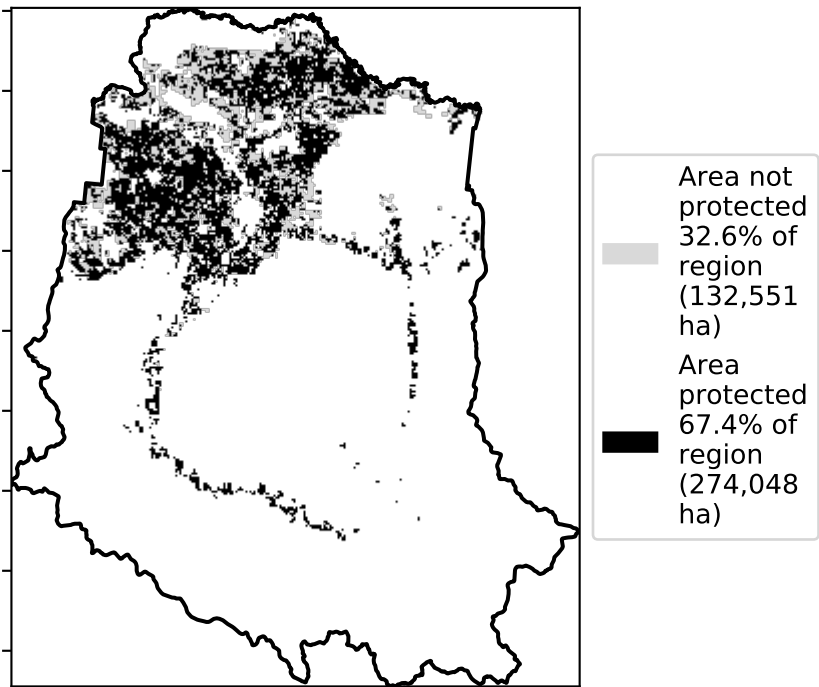 Area not
protected
32.6% of
region
(132,551
ha)
Area
protected
67.4% of
region
(274,048
ha)